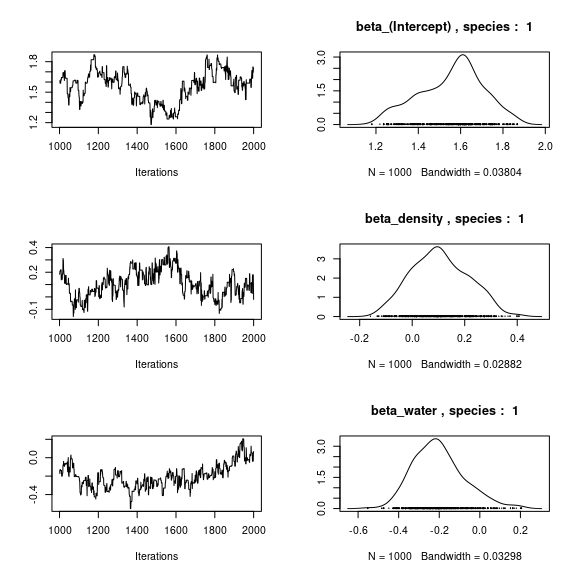 beta_(Intercept) , species : 1
1.2 1.5 1.8
1000 1200 1400 1600 1800 2000
Iterations
0.0 1.5 3.0
1.2 1.4 1.6 1.8 2.0
N = 1000 Bandwidth = 0.03804
beta_density , species : 1
-0.1 0.2 0.4
1000 1200 1400 1600 1800 2000
Iterations
0 1 2 3
-0.2 0.0 0.2 0.4
N = 1000 Bandwidth = 0.02882
beta_water , species : 1
-0.4 0.0
1000 1200 1400 1600 1800 2000
Iterations
0.0 1.5 3.0
-0.6 -0.4 -0.2 0.0 0.2
N = 1000 Bandwidth = 0.03298